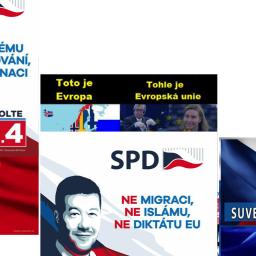 ÉMU
OVÁNÍ,
NACI
OLTE
.4
Toto je
Evropa
Tohle je
Evropská unie
SPD
NE MIGRACI,
NE ISLÁMU,
NE DIKTÁTU EU
SUVE